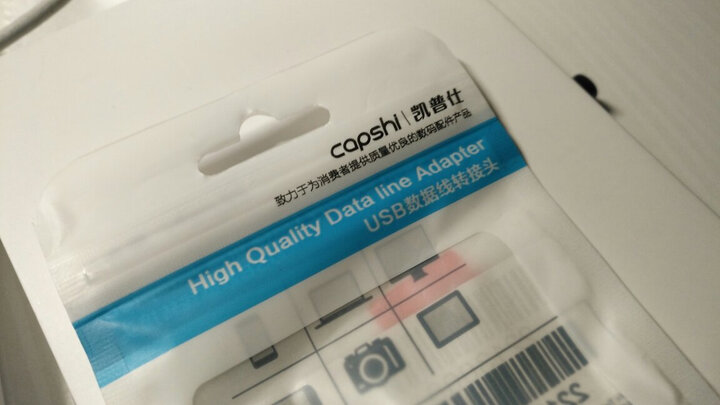 capshi | 凯普仕
致力于为消费者提供质量优良的数码配件产品
High Quality Data line Adapter
USB数据线转接头